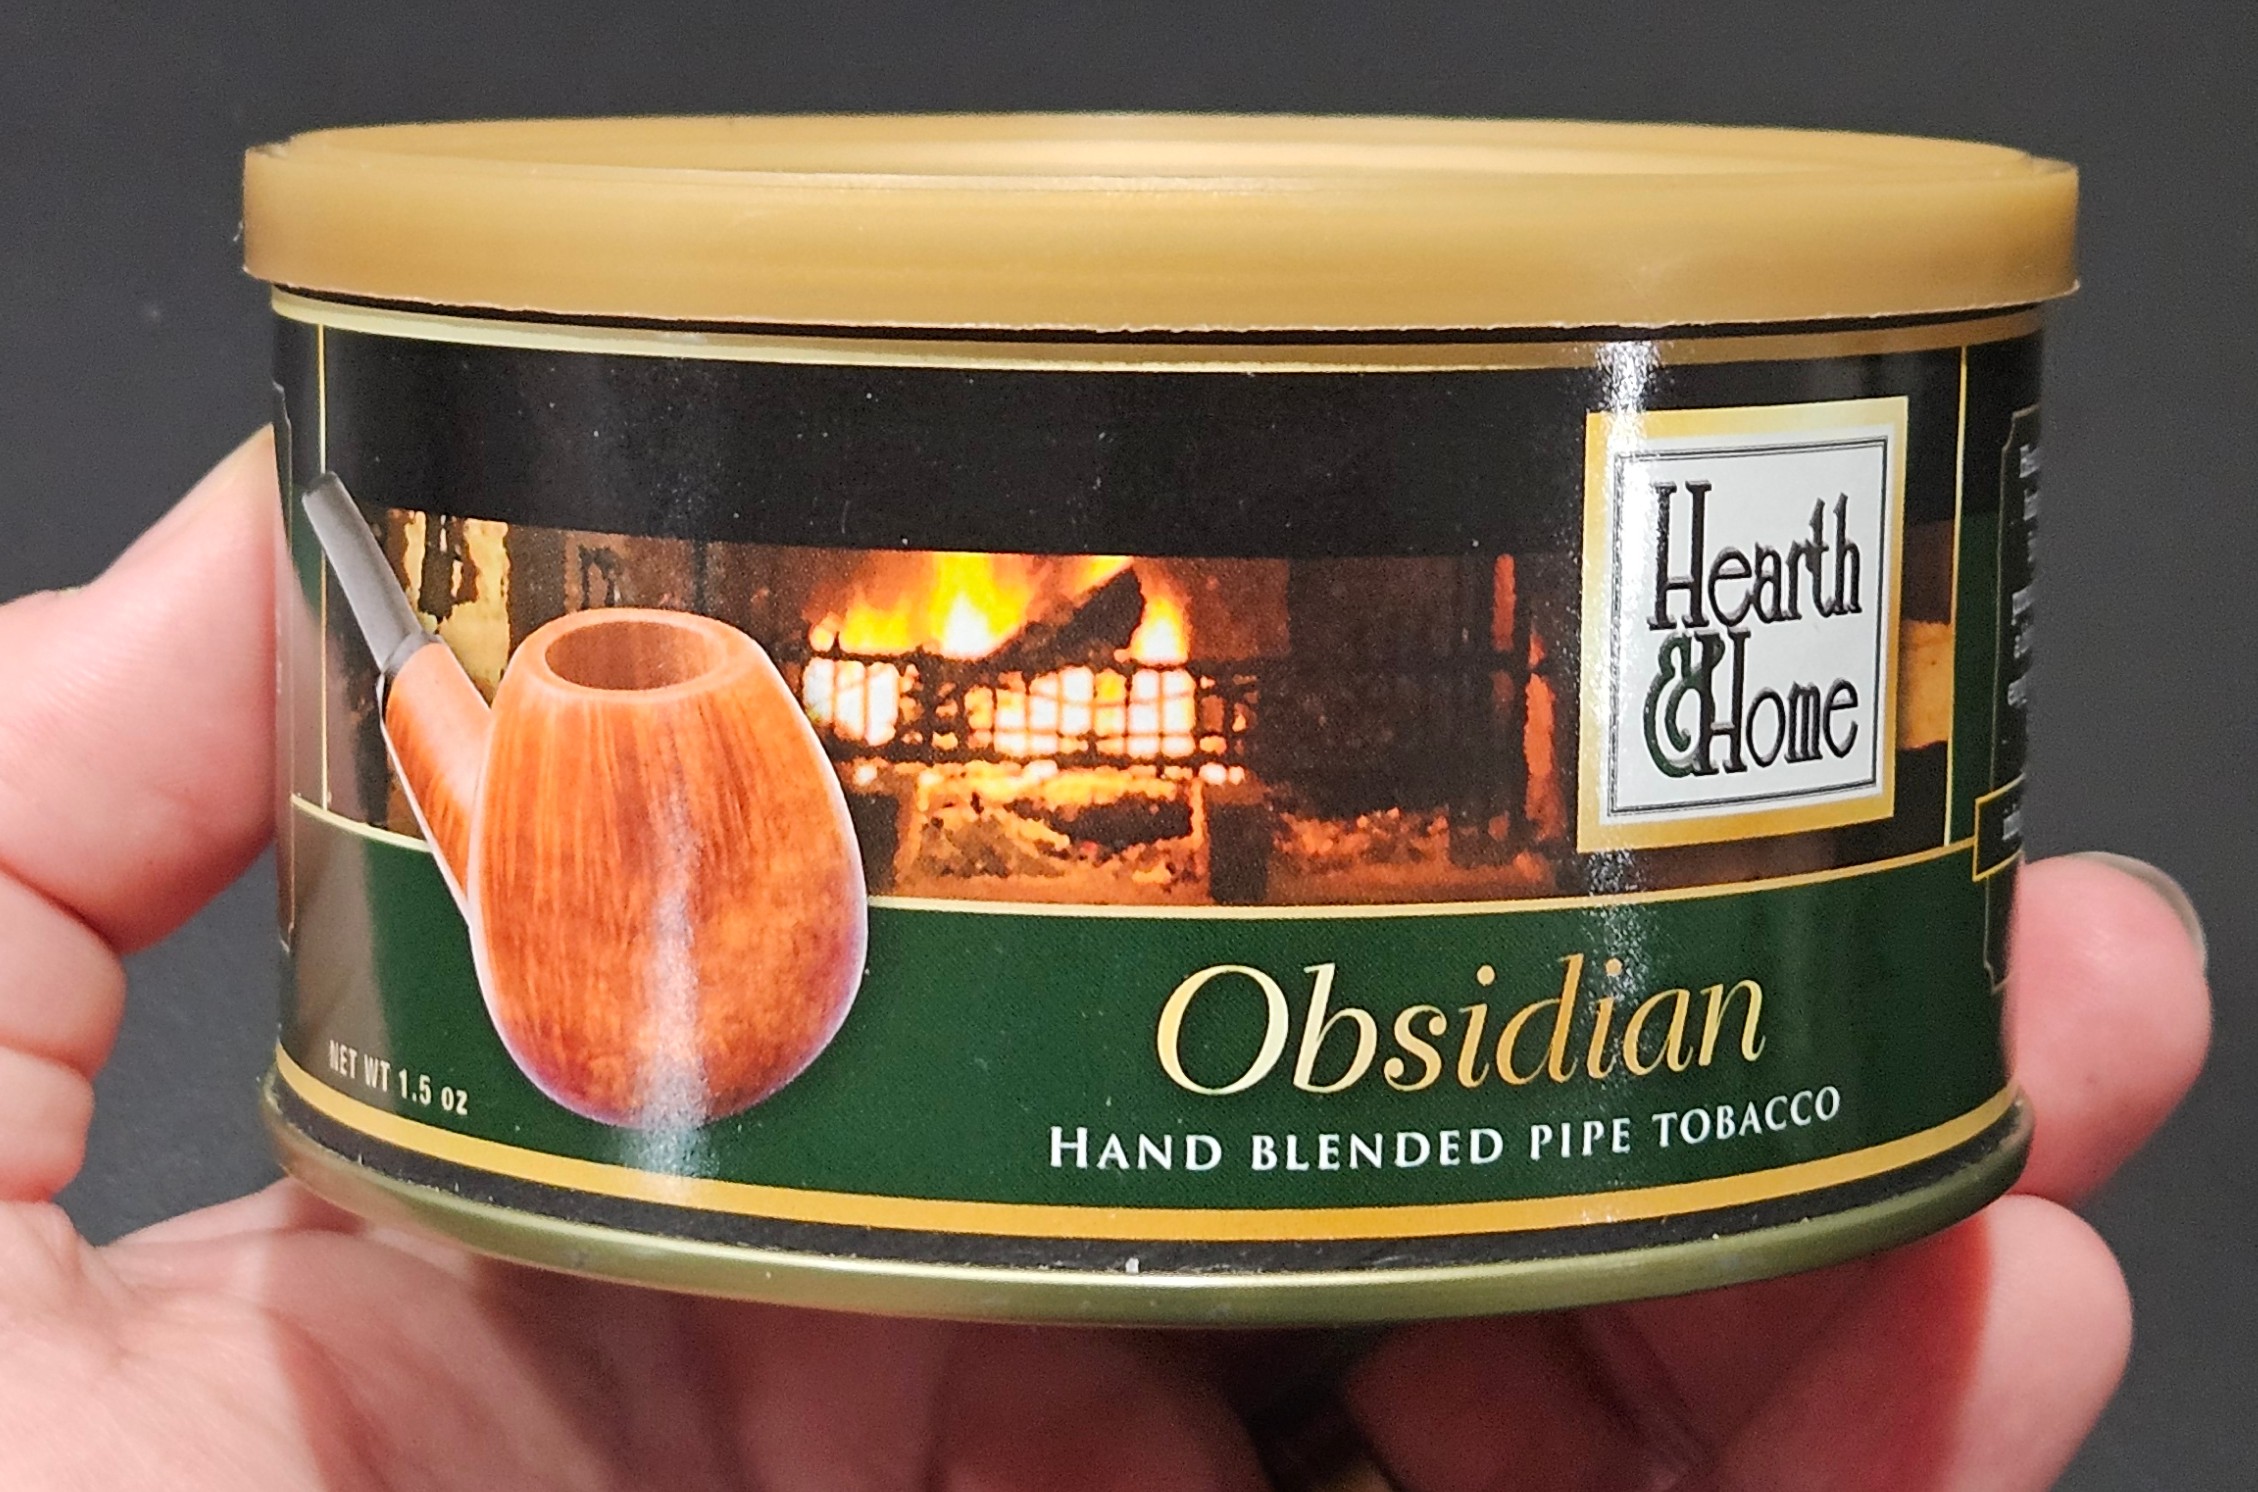 Hearth
& Home
Obsidian
HAND BLENDED PIPE TOBACCO
NET WT 1.5 oz